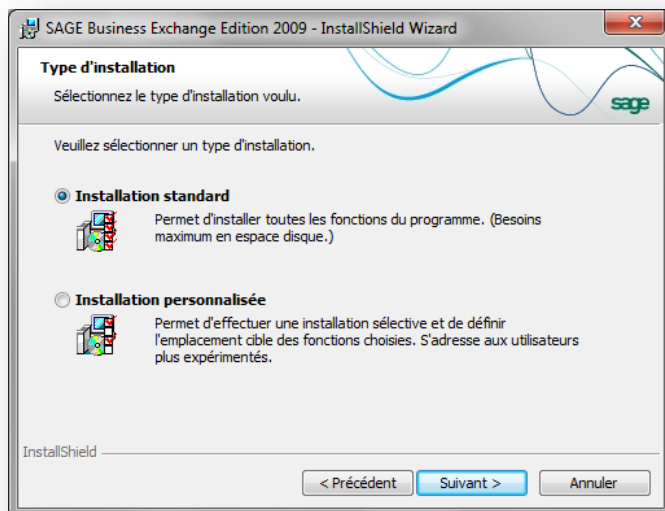 SAGE Business Exchange Edition 2009 - InstallShield Wizard
Type d'installation
Sélectionnez le type d'installation voulu.
sage
Veuillez sélectionner un type d'installation.
Installation standard
Permet d'installer toutes les fonctions du programme. (Besoins
maximum en espace disque.)
Installation personnalisée
Permet d'effectuer une installation sélective et de définir
l'emplacement cible des fonctions choisies. S'adresse aux utilisateurs
plus expérimentés.
InstallShield
< Précédent
Suivant >
Annuler